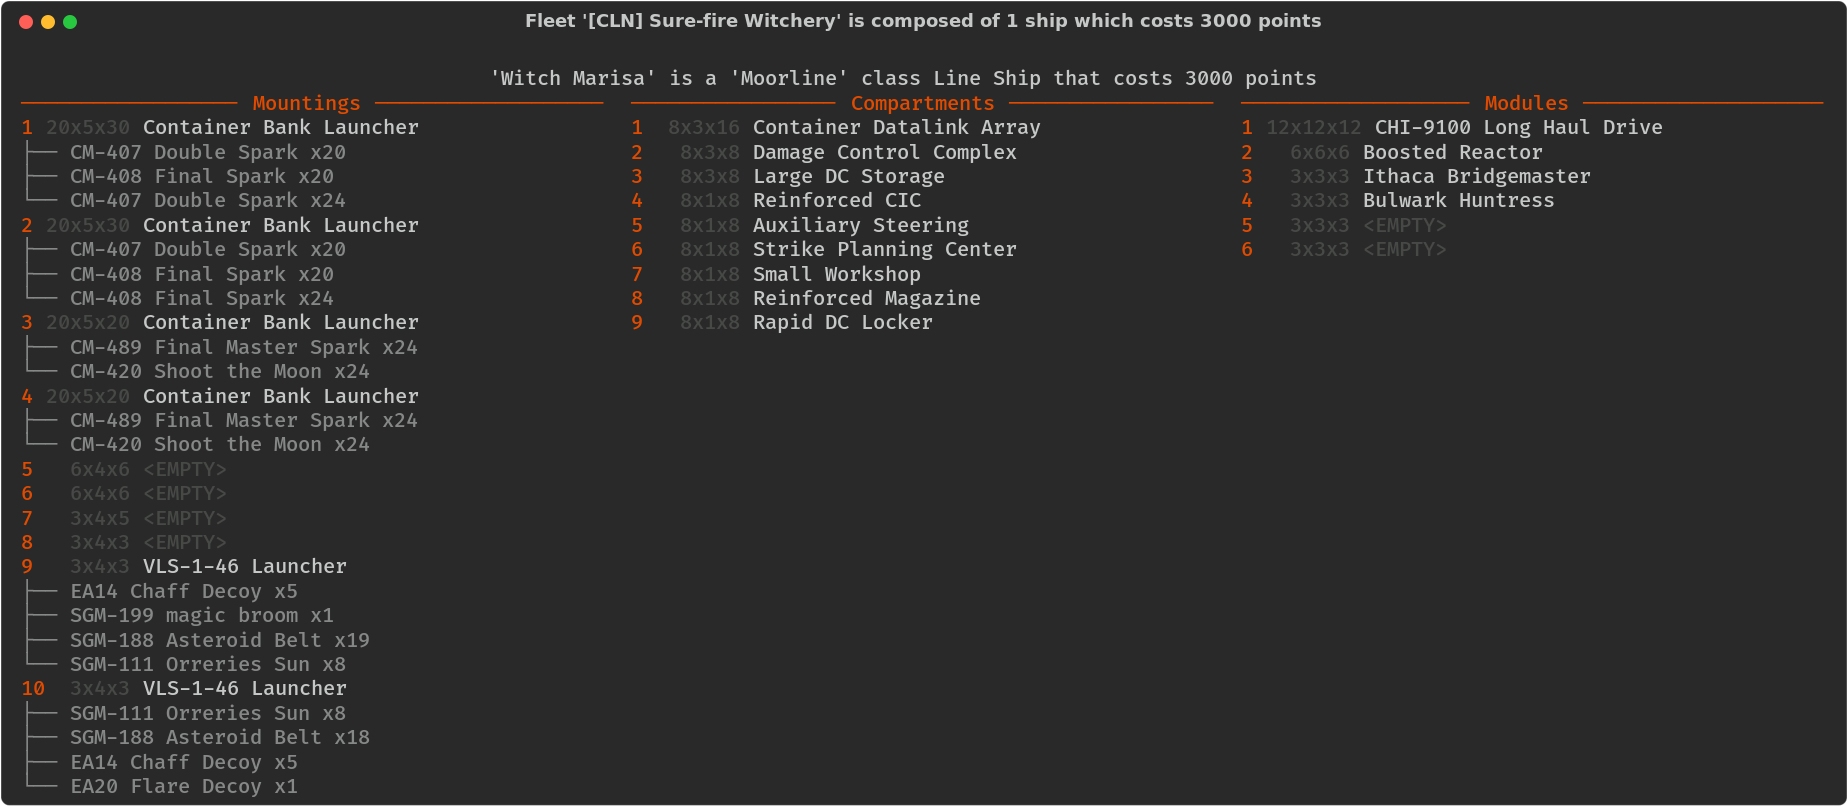 Fleet '[CLN] Sure-fire Witchery' is composed of 1 ship which costs 3000 points
'Witch Marisa' is a 'Moorline' class Line Ship that costs 3000 points
Mountings
1 20x5x30 Container Bank Launcher
CM-407 Double Spark x20
CM-408 Final Spark x20
CM-407 Double Spark x24
2 20x5x30 Container Bank Launcher
CM-407 Double Spark x20
CM-408 Final Spark x20
CM-408 Final Spark x24
3 20x5x20 Container Bank Launcher
CM-489 Final Master Spark x24
CM-420 Shoot the Moon x24
4 20x5x20 Container Bank Launcher
CM-489 Final Master Spark x24
CM-420 Shoot the Moon x24
5 6x4x6 <EMPTY>
6 6x4x6 <EMPTY>
7 3x4x5 <EMPTY>
8 3x4x3 <EMPTY>
9 3x4x3 VLS-1-46 Launcher
EA14 Chaff Decoy x5
SGM-199 magic broom x1
SGM-188 Asteroid Belt x19
SGM-111 Orreries Sun x8
10 3x4x3 VLS-1-46 Launcher
SGM-111 Orreries Sun x8
SGM-188 Asteroid Belt x18
EA14 Chaff Decoy x5
EA20 Flare Decoy x1
Compartments
1 8x3x16 Container Datalink Array
2 8x3x8 Damage Control Complex
3 8x3x8 Large DC Storage
4 8x1x8 Reinforced CIC
5 8x1x8 Auxiliary Steering
6 8x1x8 Strike Planning Center
7 8x1x8 Small Workshop
8 8x1x8 Reinforced Magazine
9 8x1x8 Rapid DC Locker
Modules
1 12x12x12 CHI-9100 Long Haul Drive
2 6x6x6 Boosted Reactor
3 3x3x3 Ithaca Bridgemaster
4 3x3x3 Bulwark Huntress
5 3x3x3 <EMPTY>
6 3x3x3 <EMPTY>